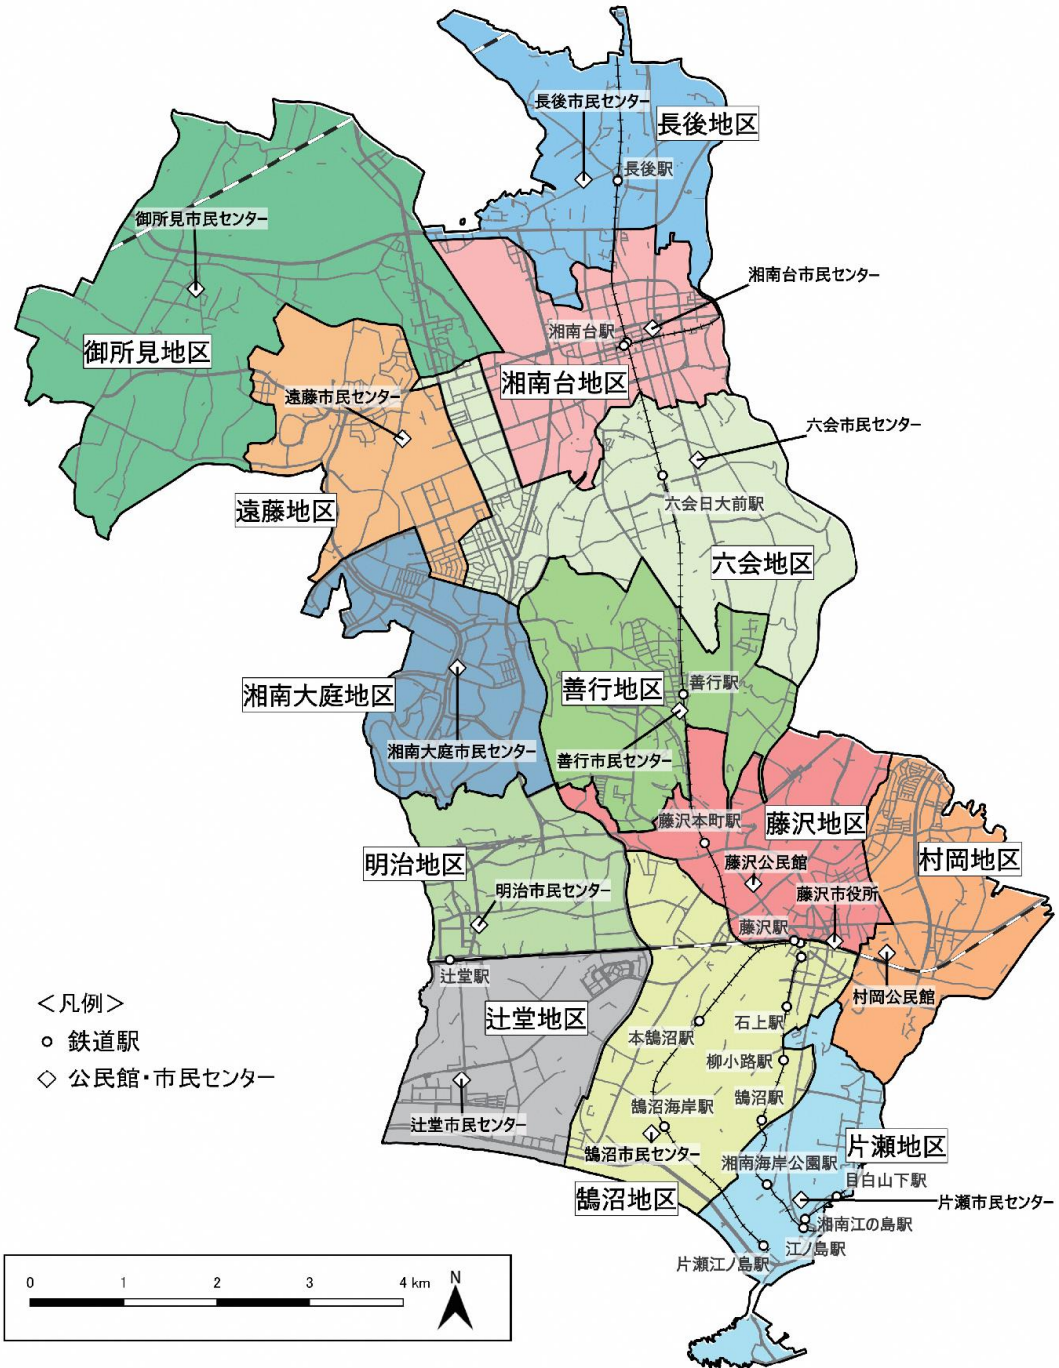 長後市民センター
長後地区
長後駅
御所見市民センター
湘南台市民センター
湘南台駅
御所見地区
湘南台地区
遠藤市民センター
六会市民センター
六会日大前駅
遠藤地区
六会地区
善行地区
善行駅
湘南大庭地区
湘南大庭市民センター
善行市民センター
藤沢本町駅
藤沢地区
村岡地区
明治地区
藤沢公民館
明治市民センター
藤沢市役所
藤沢駅
辻堂駅
村岡公民館
<凡例>
鉄道駅
公民館・市民センター
辻堂地区
石上駅
本鵠沼駅
柳小路駅
鵠沼海岸駅
鵠沼駅
辻堂市民センター
鵠沼市民センター
片瀬地区
湘南海岸公園駅
目白山下駅
鵠沼地区
片瀬市民センター
湘南江の島駅
江ノ島駅
片瀬江ノ島駅
0 1 2 3 4 km
N